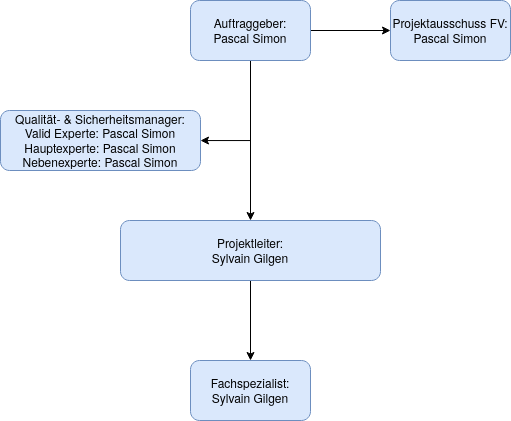 Auftraggeber:
Pascal Simon
Projektausschuss FV:
Pascal Simon
Qualität- & Sicherheitsmanager:
Valid Experte: Pascal Simon
Hauptexperte: Pascal Simon
Nebenexperte: Pascal Simon
Projektleiter:
Sylvain Gilgen
Fachspezialist:
Sylvain Gilgen